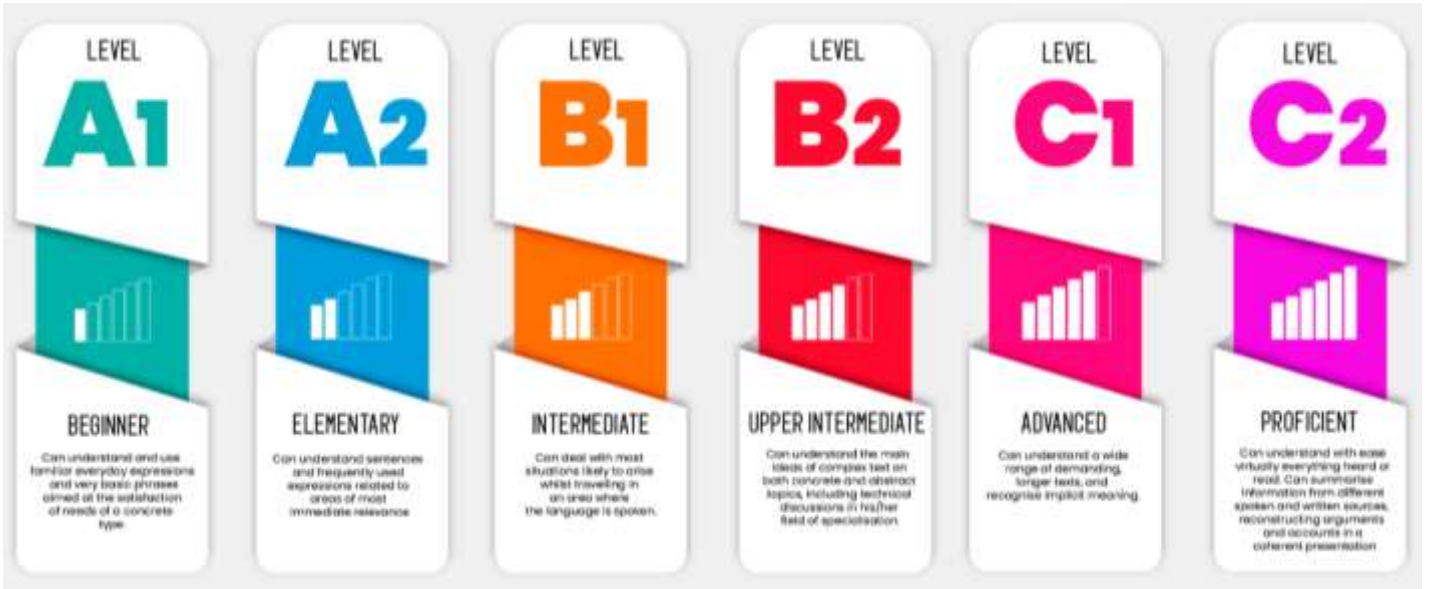 LEVEL
A1
BEGINNER
Can understand and use
familiar everyday expressions
and very basic phrases
aimed at the satisfaction
of needs of a concrete
type
LEVEL
A2
ELEMENTARY
Can understand sentences
and frequently used
expressions related to
areas of most
immediate relevance
LEVEL
B1
INTERMEDIATE
Can deal with most
situations likely to arise
whilst travelling in
an area where
the language is spoken.
LEVEL
B2
UPPER INTERMEDIATE
Can understand the main
ideas of complex text on
both concrete and abstract
topics, including technical
discussions in his/her
field of specialisation
LEVEL
C1
ADVANCED
Can understand a wide
range of demanding,
longer texts, and
recognise implicit meaning.
LEVEL
C2
PROFICIENT
Can understand with ease
virtually everything heard or
read. Can summarise
information from different
spoken and written sources,
reconstructing arguments
and accounts in a
coherent presentation